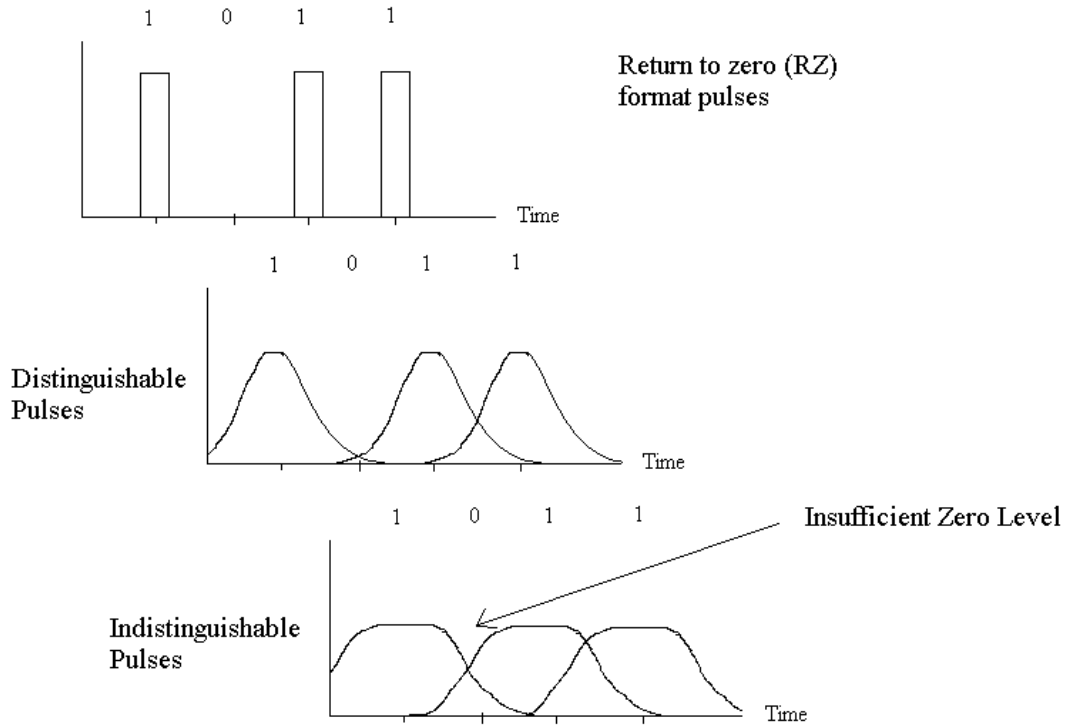 1 0 1 1
Return to zero (RZ)
format pulses
Time
1 0 1 1
Distinguishable
Pulses
Time
1 0 1 1
Insufficient Zero Level
Indistinguishable
Pulses
Time